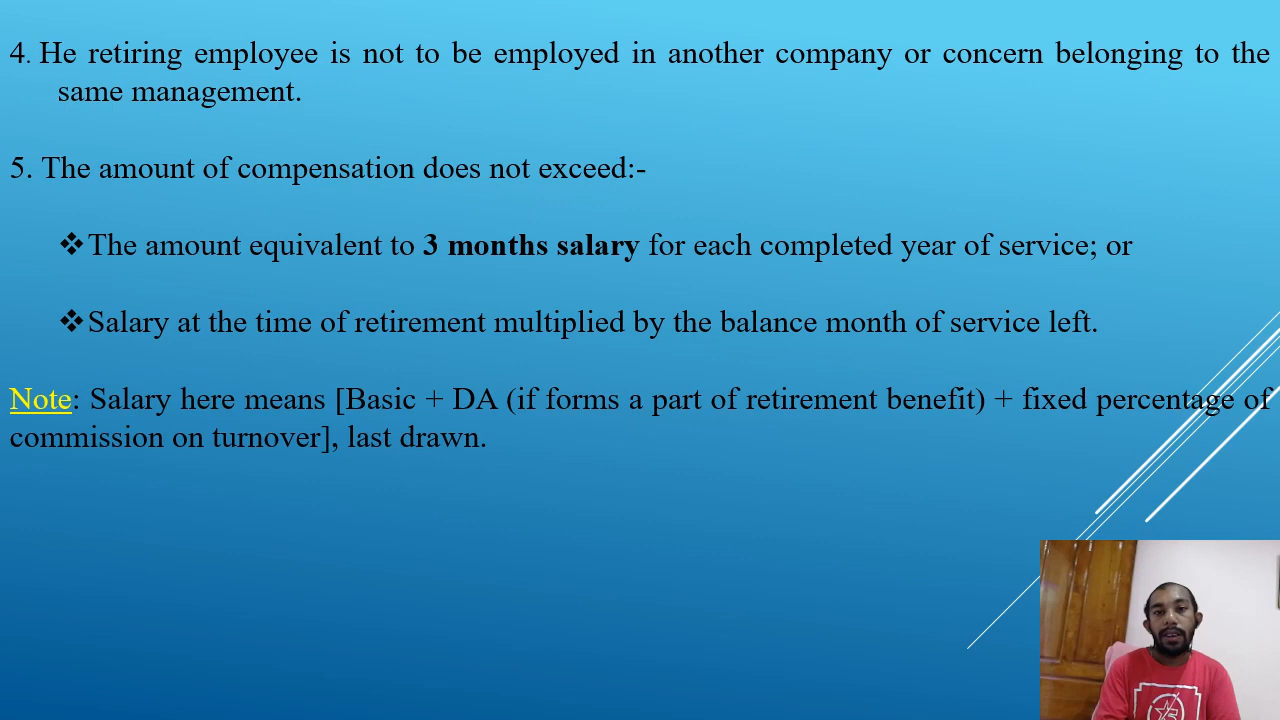 4. He retiring employee is not to be employed in another company or concern belonging to the
same management.
5. The amount of compensation does not exceed:-
❖The amount equivalent to 3 months salary for each completed year of service; or
❖Salary at the time of retirement multiplied by the balance month of service left.
Note: Salary here means [Basic + DA (if forms a part of retirement benefit) + fixed percentage of
commission on turnover], last drawn.